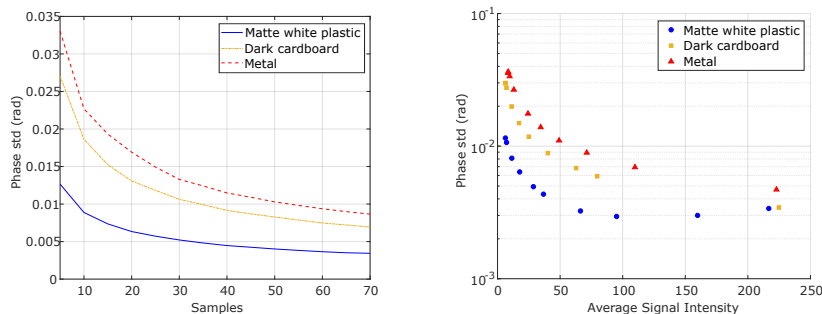 0.035
0.03
0.025
0.02
0.015
0.01
0.005
0
Phase std (rad)
10 20 30 40 50 60 70
Samples
Matte white plastic
Dark cardboard
Metal
10^-1
10^-2
10^-3
Phase std (rad)
0 50 100 150 200 250
Average Signal Intensity
Matte white plastic
Dark cardboard
Metal